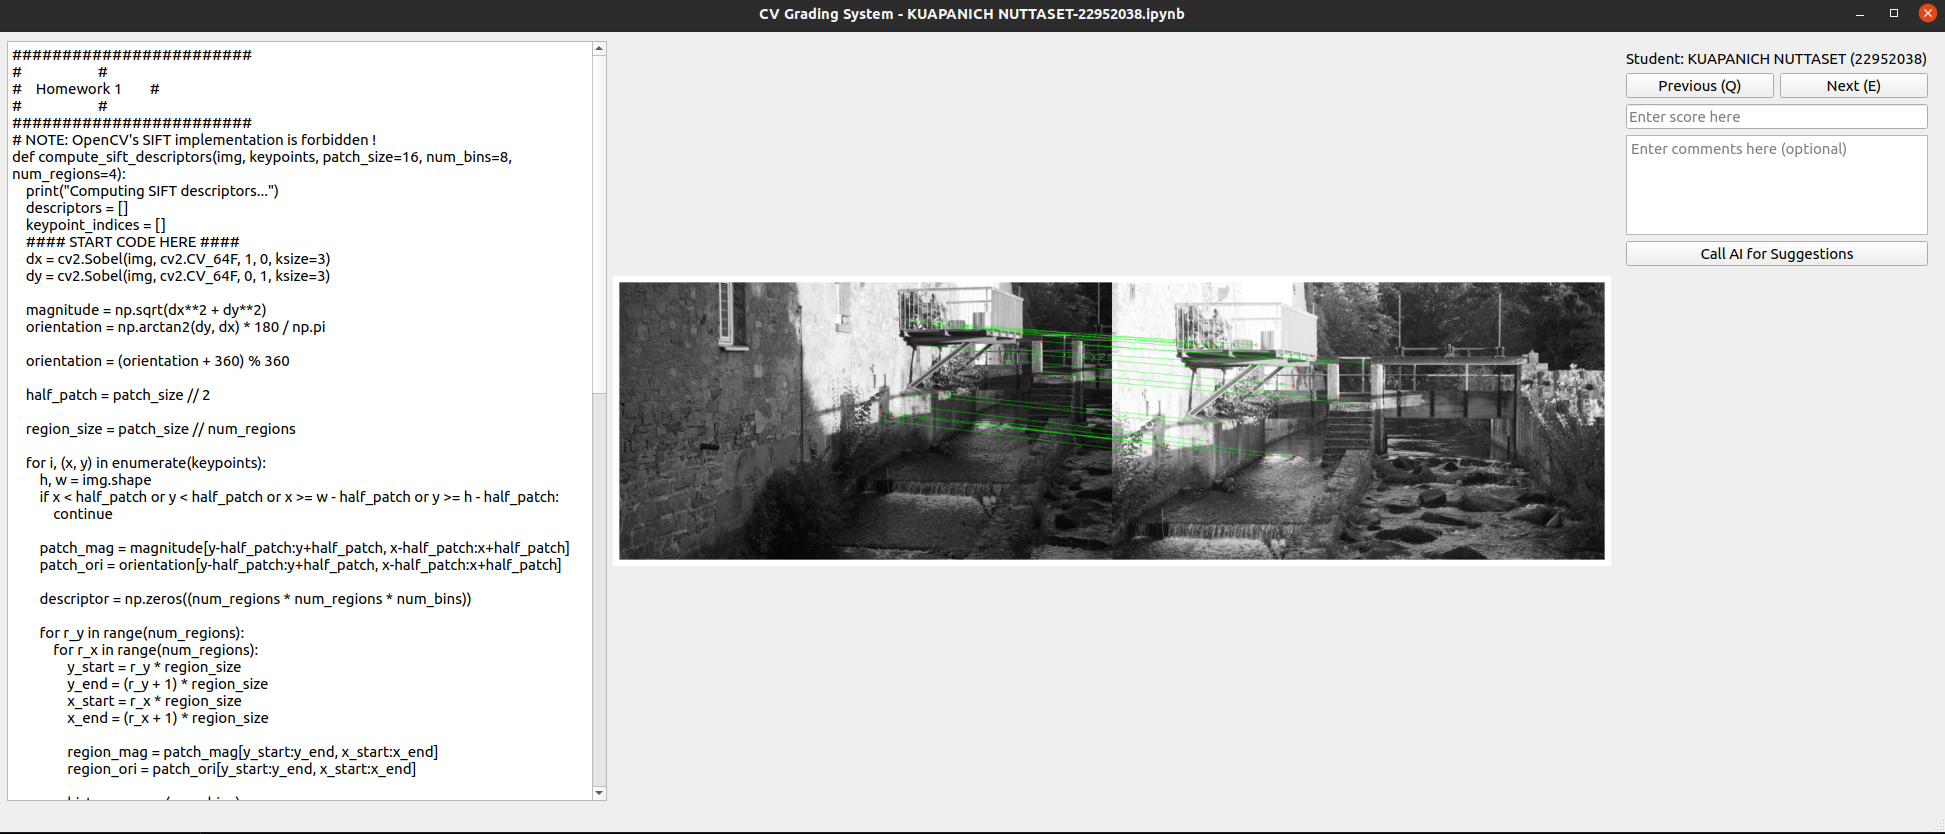 CV Grading System - KUAPANICH NUTTASET-22952038.ipynb
########################
#                      #
#    Homework 1        #
#                      #
########################
# NOTE: OpenCV's SIFT implementation is forbidden !
def compute_sift_descriptors(img, keypoints, patch_size=16, num_bins=8,
num_regions=4):
    print("Computing SIFT descriptors...")
    descriptors = []
    keypoint_indices = []
    #### START CODE HERE ####
    dx = cv2.Sobel(img, cv2.CV_64F, 1, 0, ksize=3)
    dy = cv2.Sobel(img, cv2.CV_64F, 0, 1, ksize=3)
    magnitude = np.sqrt(dx**2 + dy**2)
    orientation = np.arctan2(dy, dx) * 180 / np.pi
    orientation = (orientation + 360) % 360
    half_patch = patch_size // 2
    region_size = patch_size // num_regions
    for i, (x, y) in enumerate(keypoints):
        h, w = img.shape
        if x < half_patch or y < half_patch or x >= w - half_patch or y >= h - half_patch:
            continue
        patch_mag = magnitude[y-half_patch:y+half_patch, x-half_patch:x+half_patch]
        patch_ori = orientation[y-half_patch:y+half_patch, x-half_patch:x+half_patch]
        descriptor = np.zeros((num_regions * num_regions * num_bins))
        for r_y in range(num_regions):
            for r_x in range(num_regions):
                y_start = r_y * region_size
                y_end = (r_y + 1) * region_size
                x_start = r_x * region_size
                x_end = (r_x + 1) * region_size
                region_mag = patch_mag[y_start:y_end, x_start:x_end]
                region_ori = patch_ori[y_start:y_end, x_start:x_end]
Student: KUAPANICH NUTTASET (22952038)
Previous (Q)
Next (E)
Enter score here
Enter comments here (optional)
Call AI for Suggestions